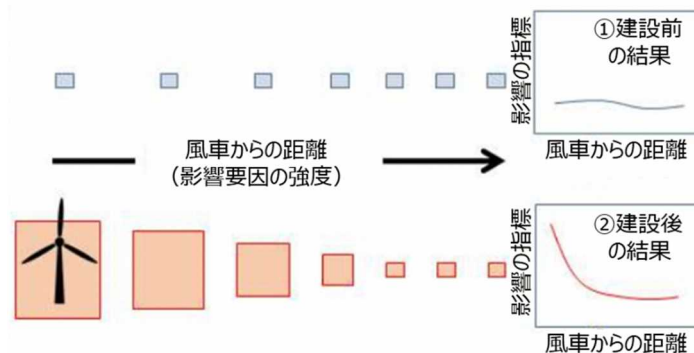 ①建設前
の結果
影響の指標
風車からの距離
風車からの距離
（影響要因の強度）
②建設後
の結果
影響の指標
風車からの距離